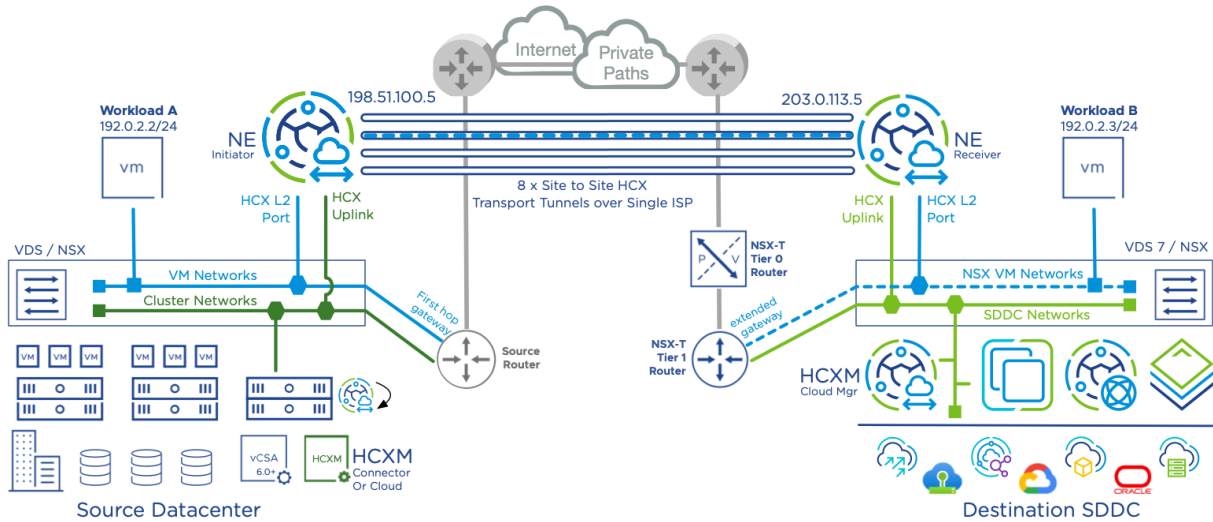 Internet
Private
Paths
198.51.100.5
203.0.113.5
Workload A
192.0.2.2/24
vm
NE
Initiator
NE
Receiver
Workload B
192.0.2.3/24
vm
8 x Site to Site HCX
Transport Tunnels over Single ISP
HCX L2
Port
HCX
Uplink
HCX
Uplink
HCX L2
Port
VDS / NSX
VM Networks
Cluster Networks
First hop
gateway
Source
Router
P V
NSX-T
Tier 0
Router
NSX-T
Tier 1
Router
extended
gateway
VDS 7 / NSX
NSX VM Networks
SDDC Networks
VM VM VM
VM VM VM
HCXM
Cloud Mgr
vCSA
6.0+
HCXM
HCXM
Connector
Or Cloud
ORACLE
Source Datacenter
Destination SDDC